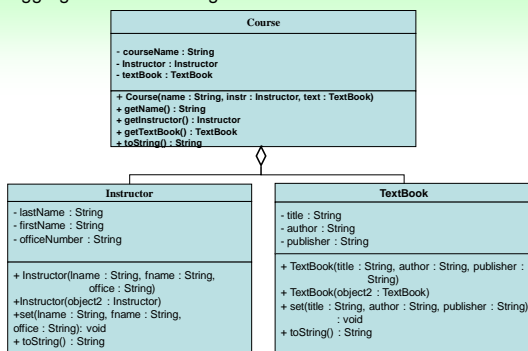 Course
- courseName : String
- Instructor : Instructor
- textBook : TextBook
+ Course(name : String, instr : Instructor, text : TextBook)
+ getName() : String
+ getInstructor() : Instructor
+ getTextBook() : TextBook
+ toString() : String
Instructor
- lastName : String
- firstName : String
- officeNumber : String
+ Instructor(lname : String, fname : String,
office : String)
+Instructor(object2 : Instructor)
+set(lname : String, fname : String,
office : String): void
+ toString() : String
TextBook
- title : String
- author : String
- publisher : String
+ TextBook(title : String, author : String, publisher :
String)
+ TextBook(object2 : TextBook)
+ set(title : String, author : String, publisher : String)
: void
+ toString() : String